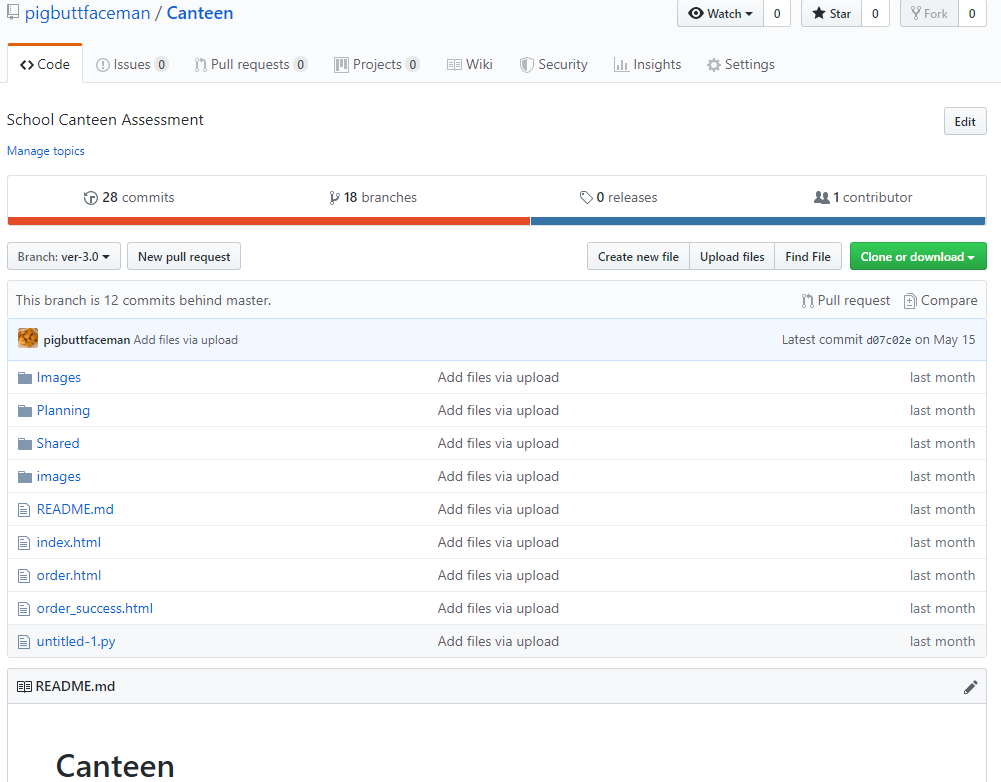 pigbuttfaceman / Canteen
Watch 0 Star 0 Fork 0
Code Issues 0 Pull requests 0 Projects 0 Wiki Security Insights Settings
School Canteen Assessment
Edit
Manage topics
28 commits 18 branches 0 releases 1 contributor
Branch: ver-3.0 New pull request Create new file Upload files Find File Clone or download
This branch is 12 commits behind master. Pull request Compare
pigbuttfaceman Add files via upload Latest commit d07c02e on May 15
Images Add files via upload last month
Planning Add files via upload last month
Shared Add files via upload last month
images Add files via upload last month
README.md Add files via upload last month
index.html Add files via upload last month
order.html Add files via upload last month
order_success.html Add files via upload last month
untitled-1.py Add files via upload last month
README.md
Canteen